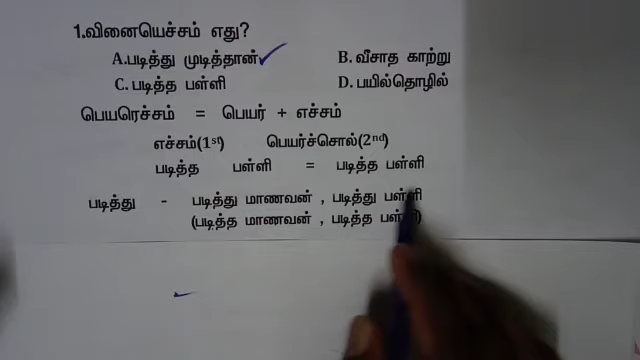 1.வினையெச்சம் எது?
A.படித்து முடித்தான் B. வீசாத காற்று
C. படித்த பள்ளி D. பயில்தொழில்
பெயரெச்சம் = பெயர் + எச்சம்
எச்சம்(1st) பெயர்ச்சொல்(2nd)
படித்த பள்ளி = படித்த பள்ளி
படித்து - படித்து மாணவன் , படித்து பள்ளி
(படித்த மாணவன் , படித்த பள்ளி)